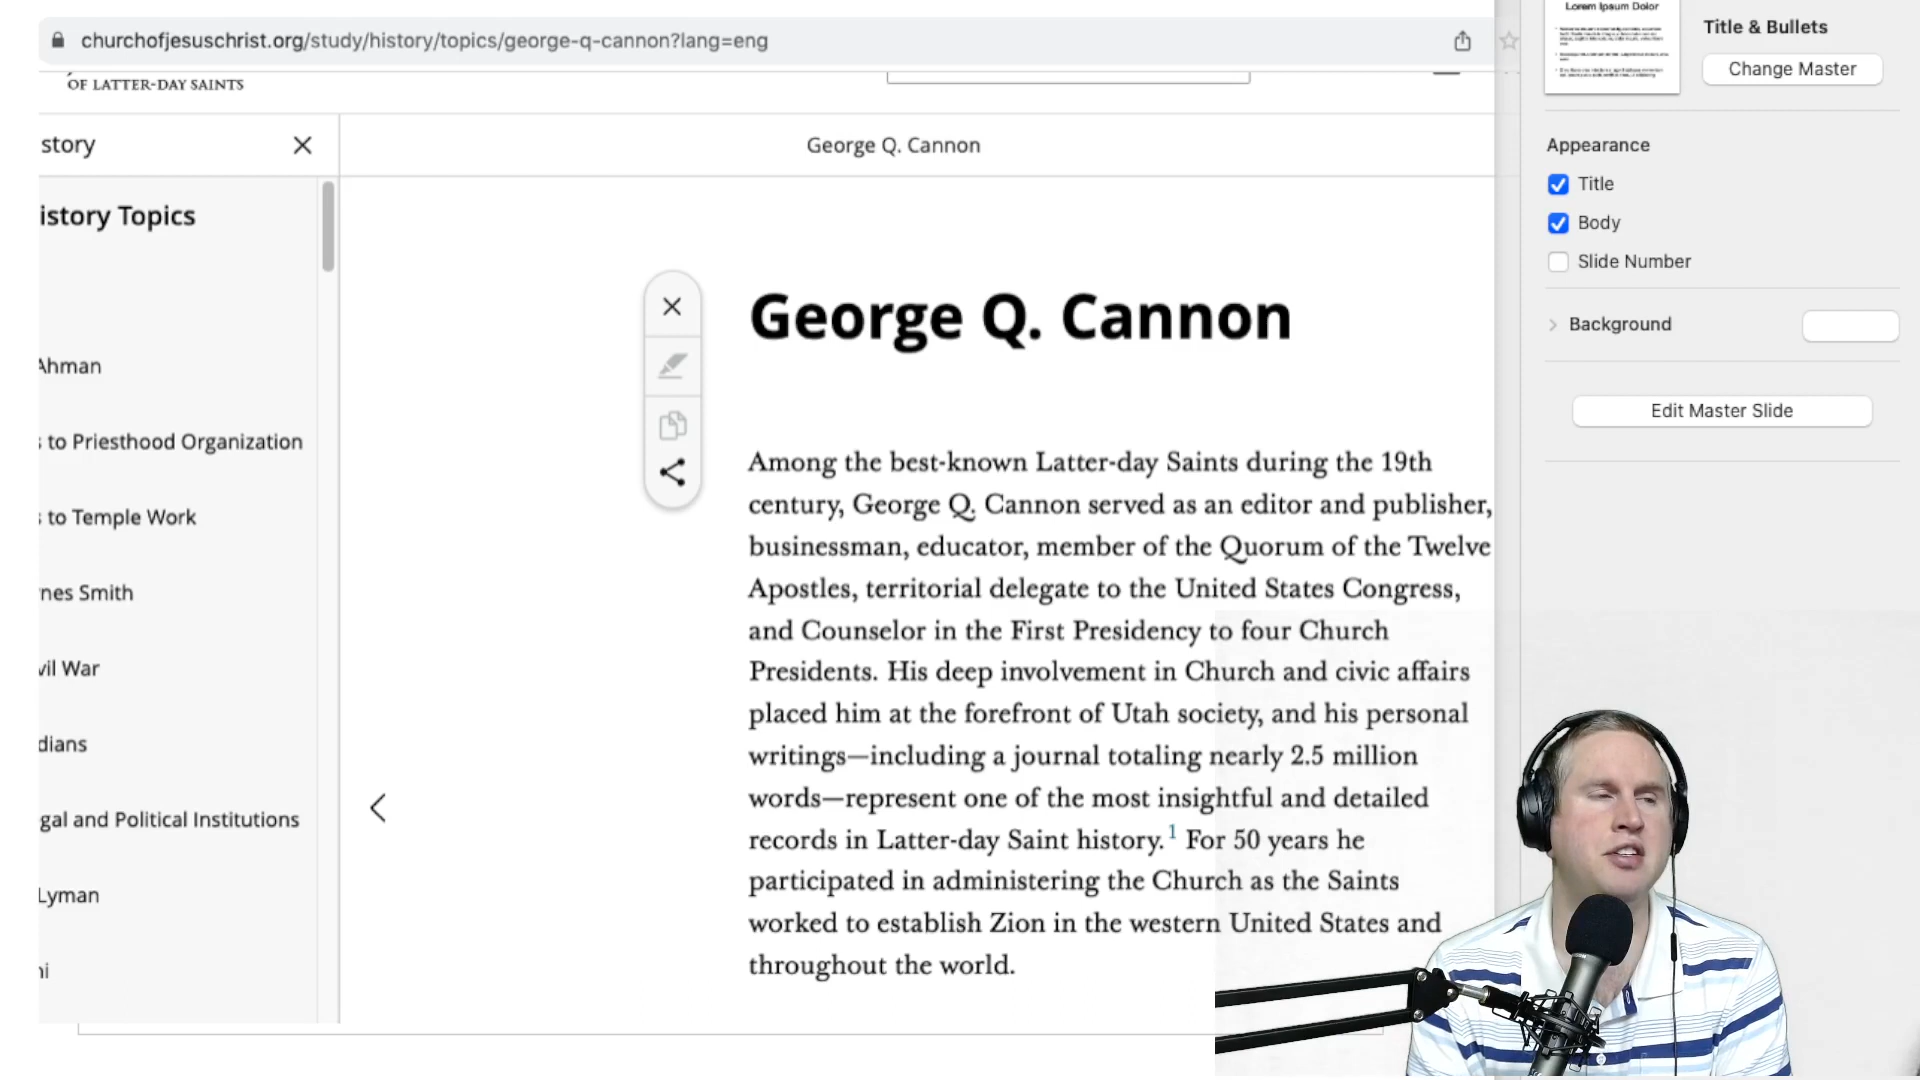 churchofjesuschrist.org/study/history/topics/george-q-cannon?lang=eng
OF LATTER-DAY SAINTS
story
George Q. Cannon
istory Topics
Ahman
s to Priesthood Organization
s to Temple Work
rnes Smith
vil War
dians
gal and Political Institutions
Lyman
ni
George Q. Cannon
Among the best-known Latter-day Saints during the 19th
century, George Q. Cannon served as an editor and publisher,
businessman, educator, member of the Quorum of the Twelve
Apostles, territorial delegate to the United States Congress,
and Counselor in the First Presidency to four Church
Presidents. His deep involvement in Church and civic affairs
placed him at the forefront of Utah society, and his personal
writings—including a journal totaling nearly 2.5 million
words—represent one of the most insightful and detailed
records in Latter-day Saint history.1 For 50 years he
participated in administering the Church as the Saints
worked to establish Zion in the western United States and
throughout the world.
Lorem Ipsum Dolor
Title & Bullets
Change Master
Appearance
Title
Body
Slide Number
Background
Edit Master Slide